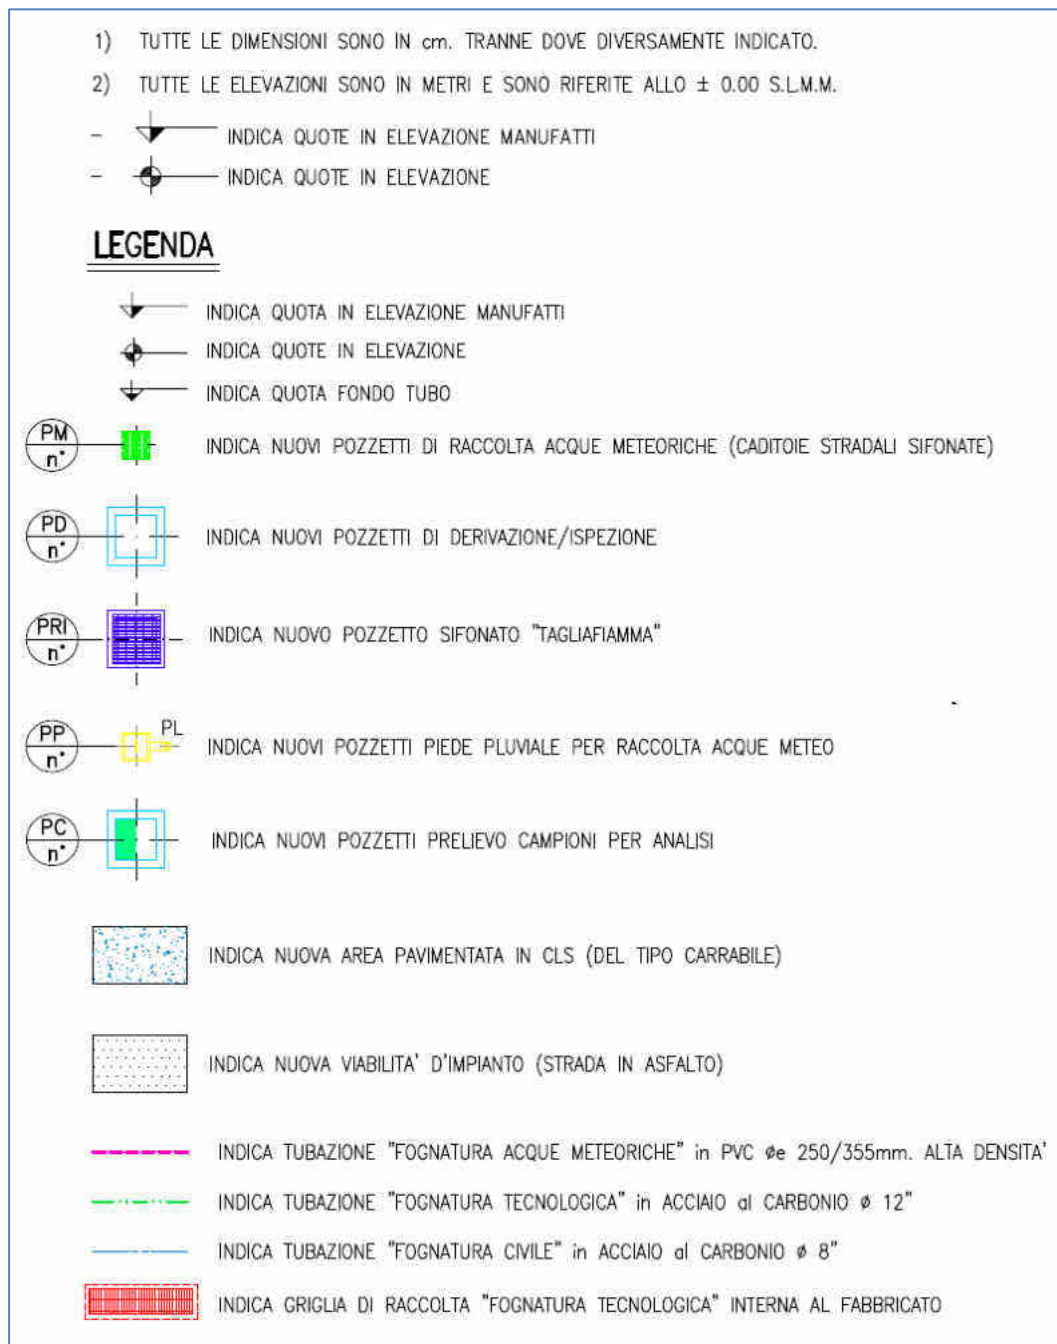 1) TUTTE LE DIMENSIONI SONO IN cm. TRANNE DOVE DIVERSAMENTE INDICATO.
2) TUTTE LE ELEVAZIONI SONO IN METRI E SONO RIFERITE ALLO ± 0.00 S.L.M.M.
- INDICA QUOTE IN ELEVAZIONE MANUFATTI
- INDICA QUOTE IN ELEVAZIONE
LEGENDA
INDICA QUOTA IN ELEVAZIONE MANUFATTI
INDICA QUOTE IN ELEVAZIONE
INDICA QUOTA FONDO TUBO
PM n° INDICA NUOVI POZZETTI DI RACCOLTA ACQUE METEORICHE (CADITOIE STRADALI SIFONATE)
PD n° INDICA NUOVI POZZETTI DI DERIVAZIONE/ISPEZIONE
PRI n° INDICA NUOVO POZZETTO SIFONATO "TAGLIAFIAMMA"
PP n° PL INDICA NUOVI POZZETTI PIEDE PLUVIALE PER RACCOLTA ACQUE METEO
PC n° INDICA NUOVI POZZETTI PRELIEVO CAMPIONI PER ANALISI
INDICA NUOVA AREA PAVIMENTATA IN CLS (DEL TIPO CARRABILE)
INDICA NUOVA VIABILITA' D'IMPIANTO (STRADA IN ASFALTO)
INDICA TUBAZIONE "FOGNATURA ACQUE METEORICHE" in PVC øe 250/355mm. ALTA DENSITA'
INDICA TUBAZIONE "FOGNATURA TECNOLOGICA" in ACCIAIO al CARBONIO ø 12"
INDICA TUBAZIONE "FOGNATURA CIVILE" in ACCIAIO al CARBONIO ø 8"
INDICA GRIGLIA DI RACCOLTA "FOGNATURA TECNOLOGICA" INTERNA AL FABBRICATO